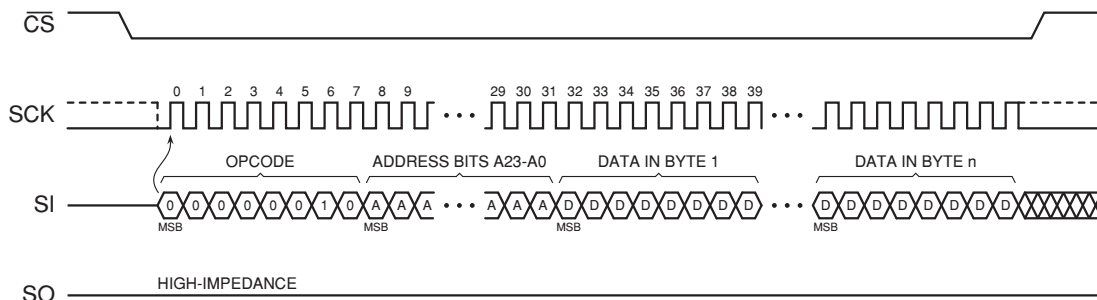 CS
0 1 2 3 4 5 6 7 8 9 29 30 31 32 33 34 35 36 37 38 39
SCK
OPCODE ADDRESS BITS A23-A0 DATA IN BYTE 1 DATA IN BYTE n
SI 0 0 0 0 0 0 1 0 A A A A A A D D D D D D D D D D D D D D D D
MSB MSB MSB MSB
HIGH-IMPEDANCE
SO